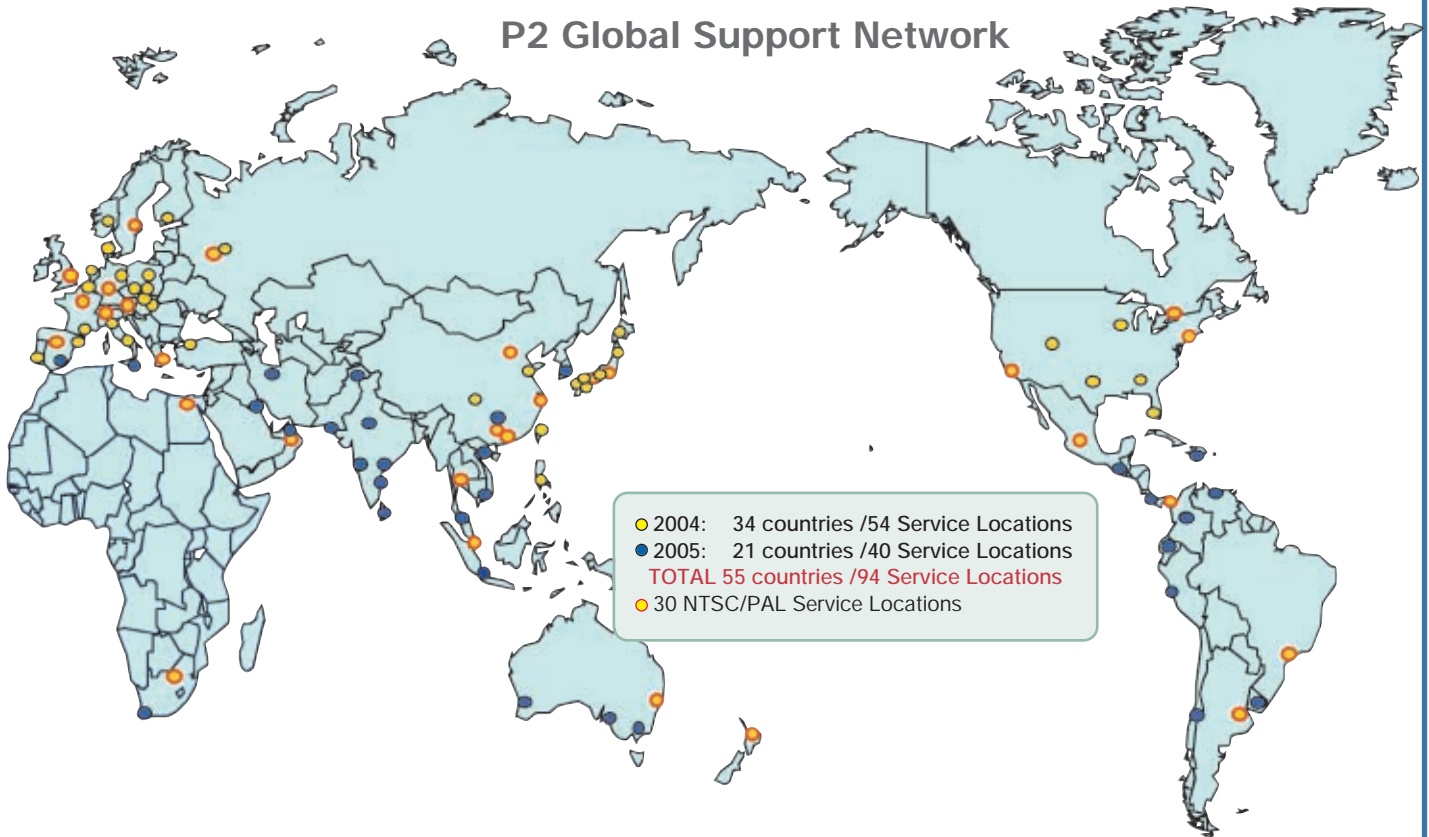 P2 Global Support Network
2004: 34 countries /54 Service Locations
2005: 21 countries /40 Service Locations
TOTAL 55 countries /94 Service Locations
30 NTSC/PAL Service Locations